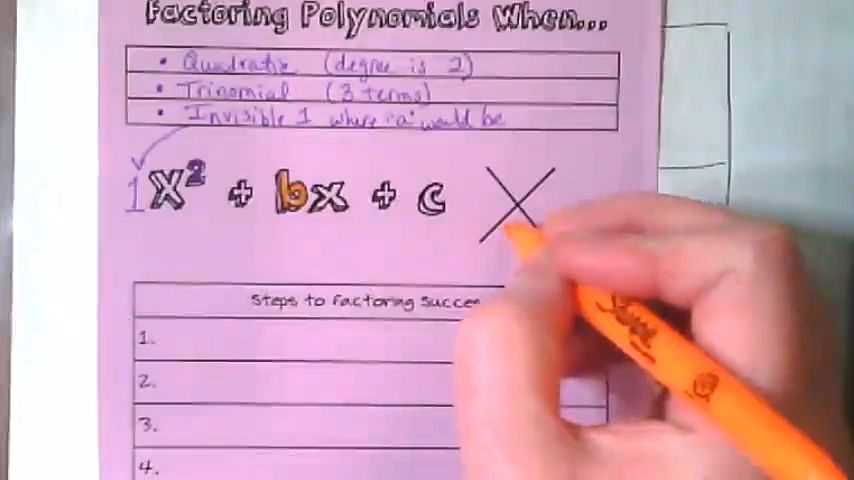 Factoring Polynomials When...
• Quadratic (degree is 2)
• Trinomial (3 terms)
• Invisible 1 where "a" would be
1x² + bx + c
Steps to Factoring Succes
1.
2.
3.
4.